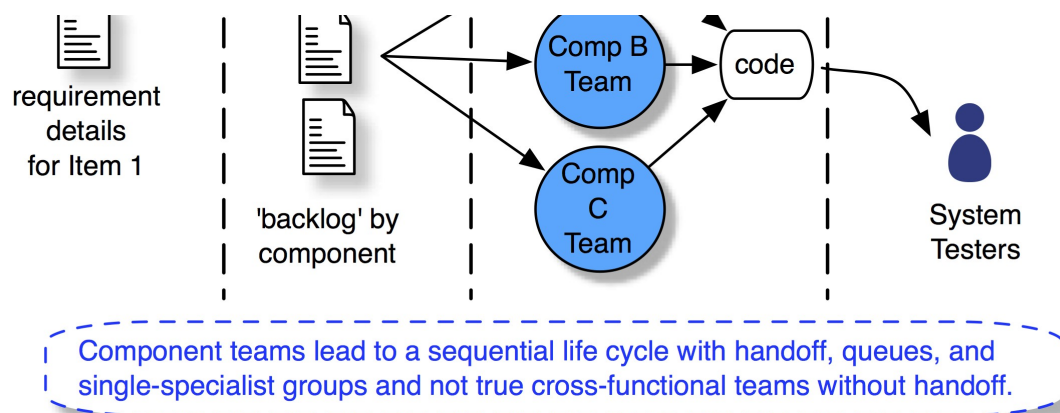 requirement
details
for Item 1
'backlog' by
component
Comp B
Team
Comp
C
Team
code
System
Testers
Component teams lead to a sequential life cycle with handoff, queues, and
single-specialist groups and not true cross-functional teams without handoff.